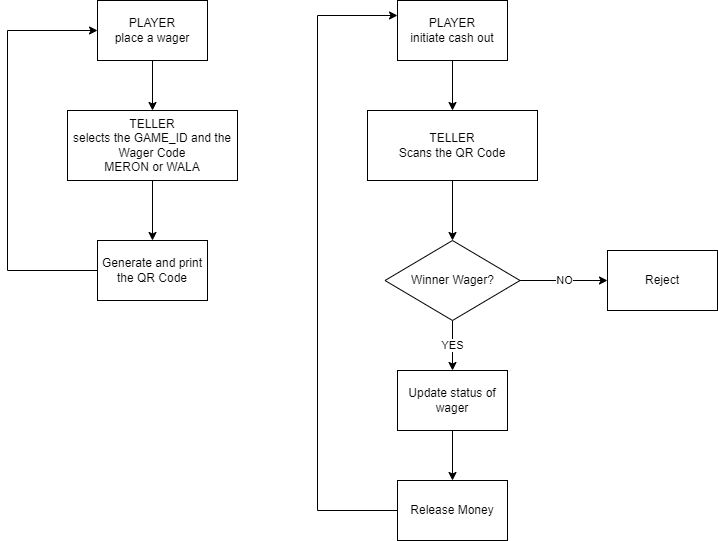 PLAYER
place a wager
TELLER
selects the GAME_ID and the
Wager Code
MERON or WALA
Generate and print
the QR Code
PLAYER
initiate cash out
TELLER
Scans the QR Code
Winner Wager?
NO
Reject
YES
Update status of
wager
Release Money